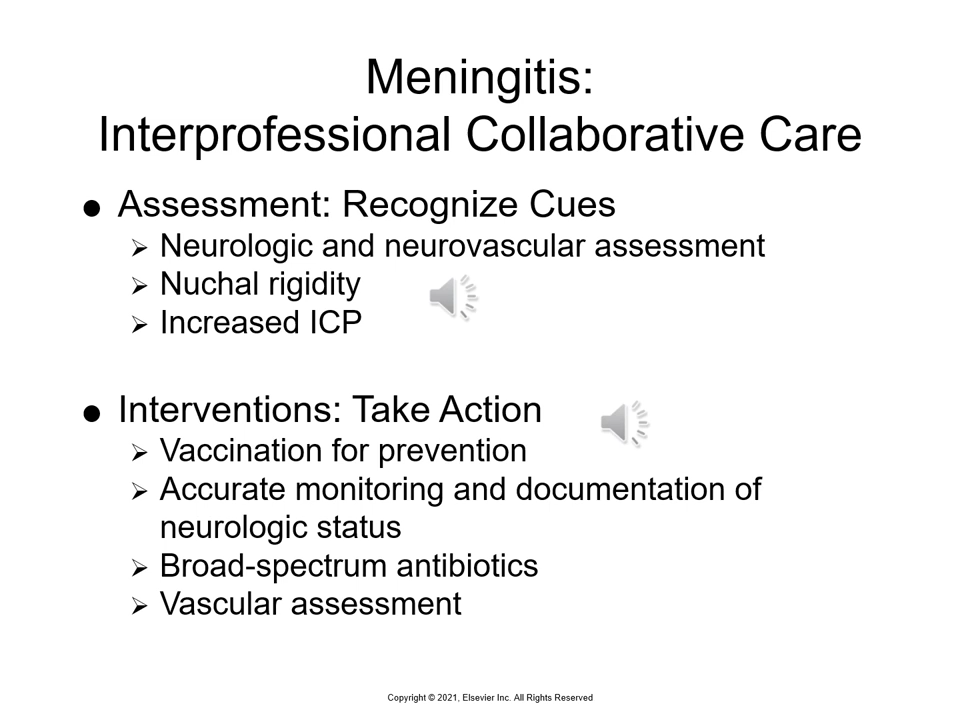 Meningitis:
Interprofessional Collaborative Care
● Assessment: Recognize Cues
➢ Neurologic and neurovascular assessment
➢ Nuchal rigidity
➢ Increased ICP
● Interventions: Take Action
➢ Vaccination for prevention
➢ Accurate monitoring and documentation of
neurologic status
➢ Broad-spectrum antibiotics
➢ Vascular assessment
Copyright © 2021, Elsevier Inc. All Rights Reserved